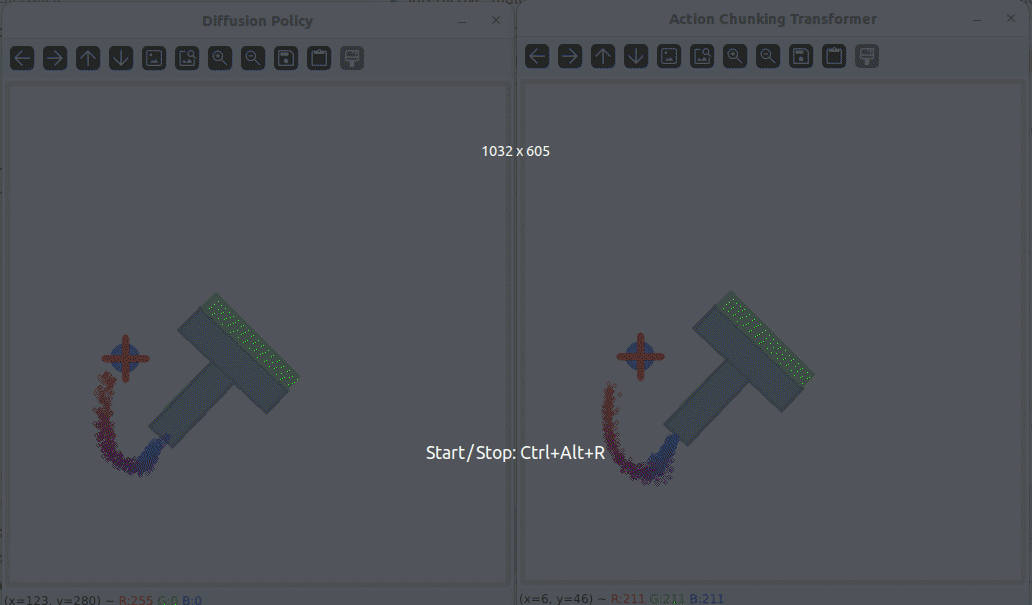 Diffusion Policy
Action Chunking Transformer
1032 x 605
Start/Stop: Ctrl+Alt+R
(x=123, y=280) ~ R:255 G:0 B:0
(x=6, y=46) ~ R:211 G:211 B:211